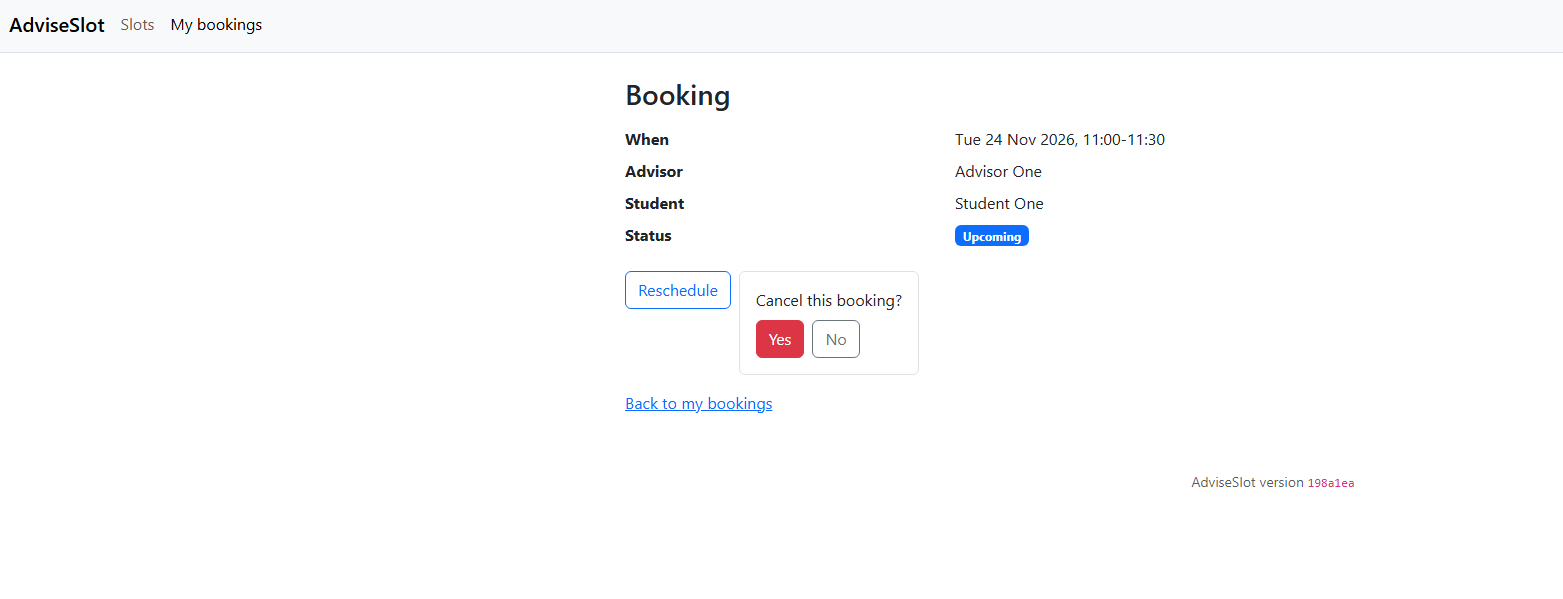 AdviseSlot Slots My bookings
Booking
When Tue 24 Nov 2026, 11:00-11:30
Advisor Advisor One
Student Student One
Status Upcoming
Reschedule
Cancel this booking?
Yes No
Back to my bookings
AdviseSlot version 198a1ea